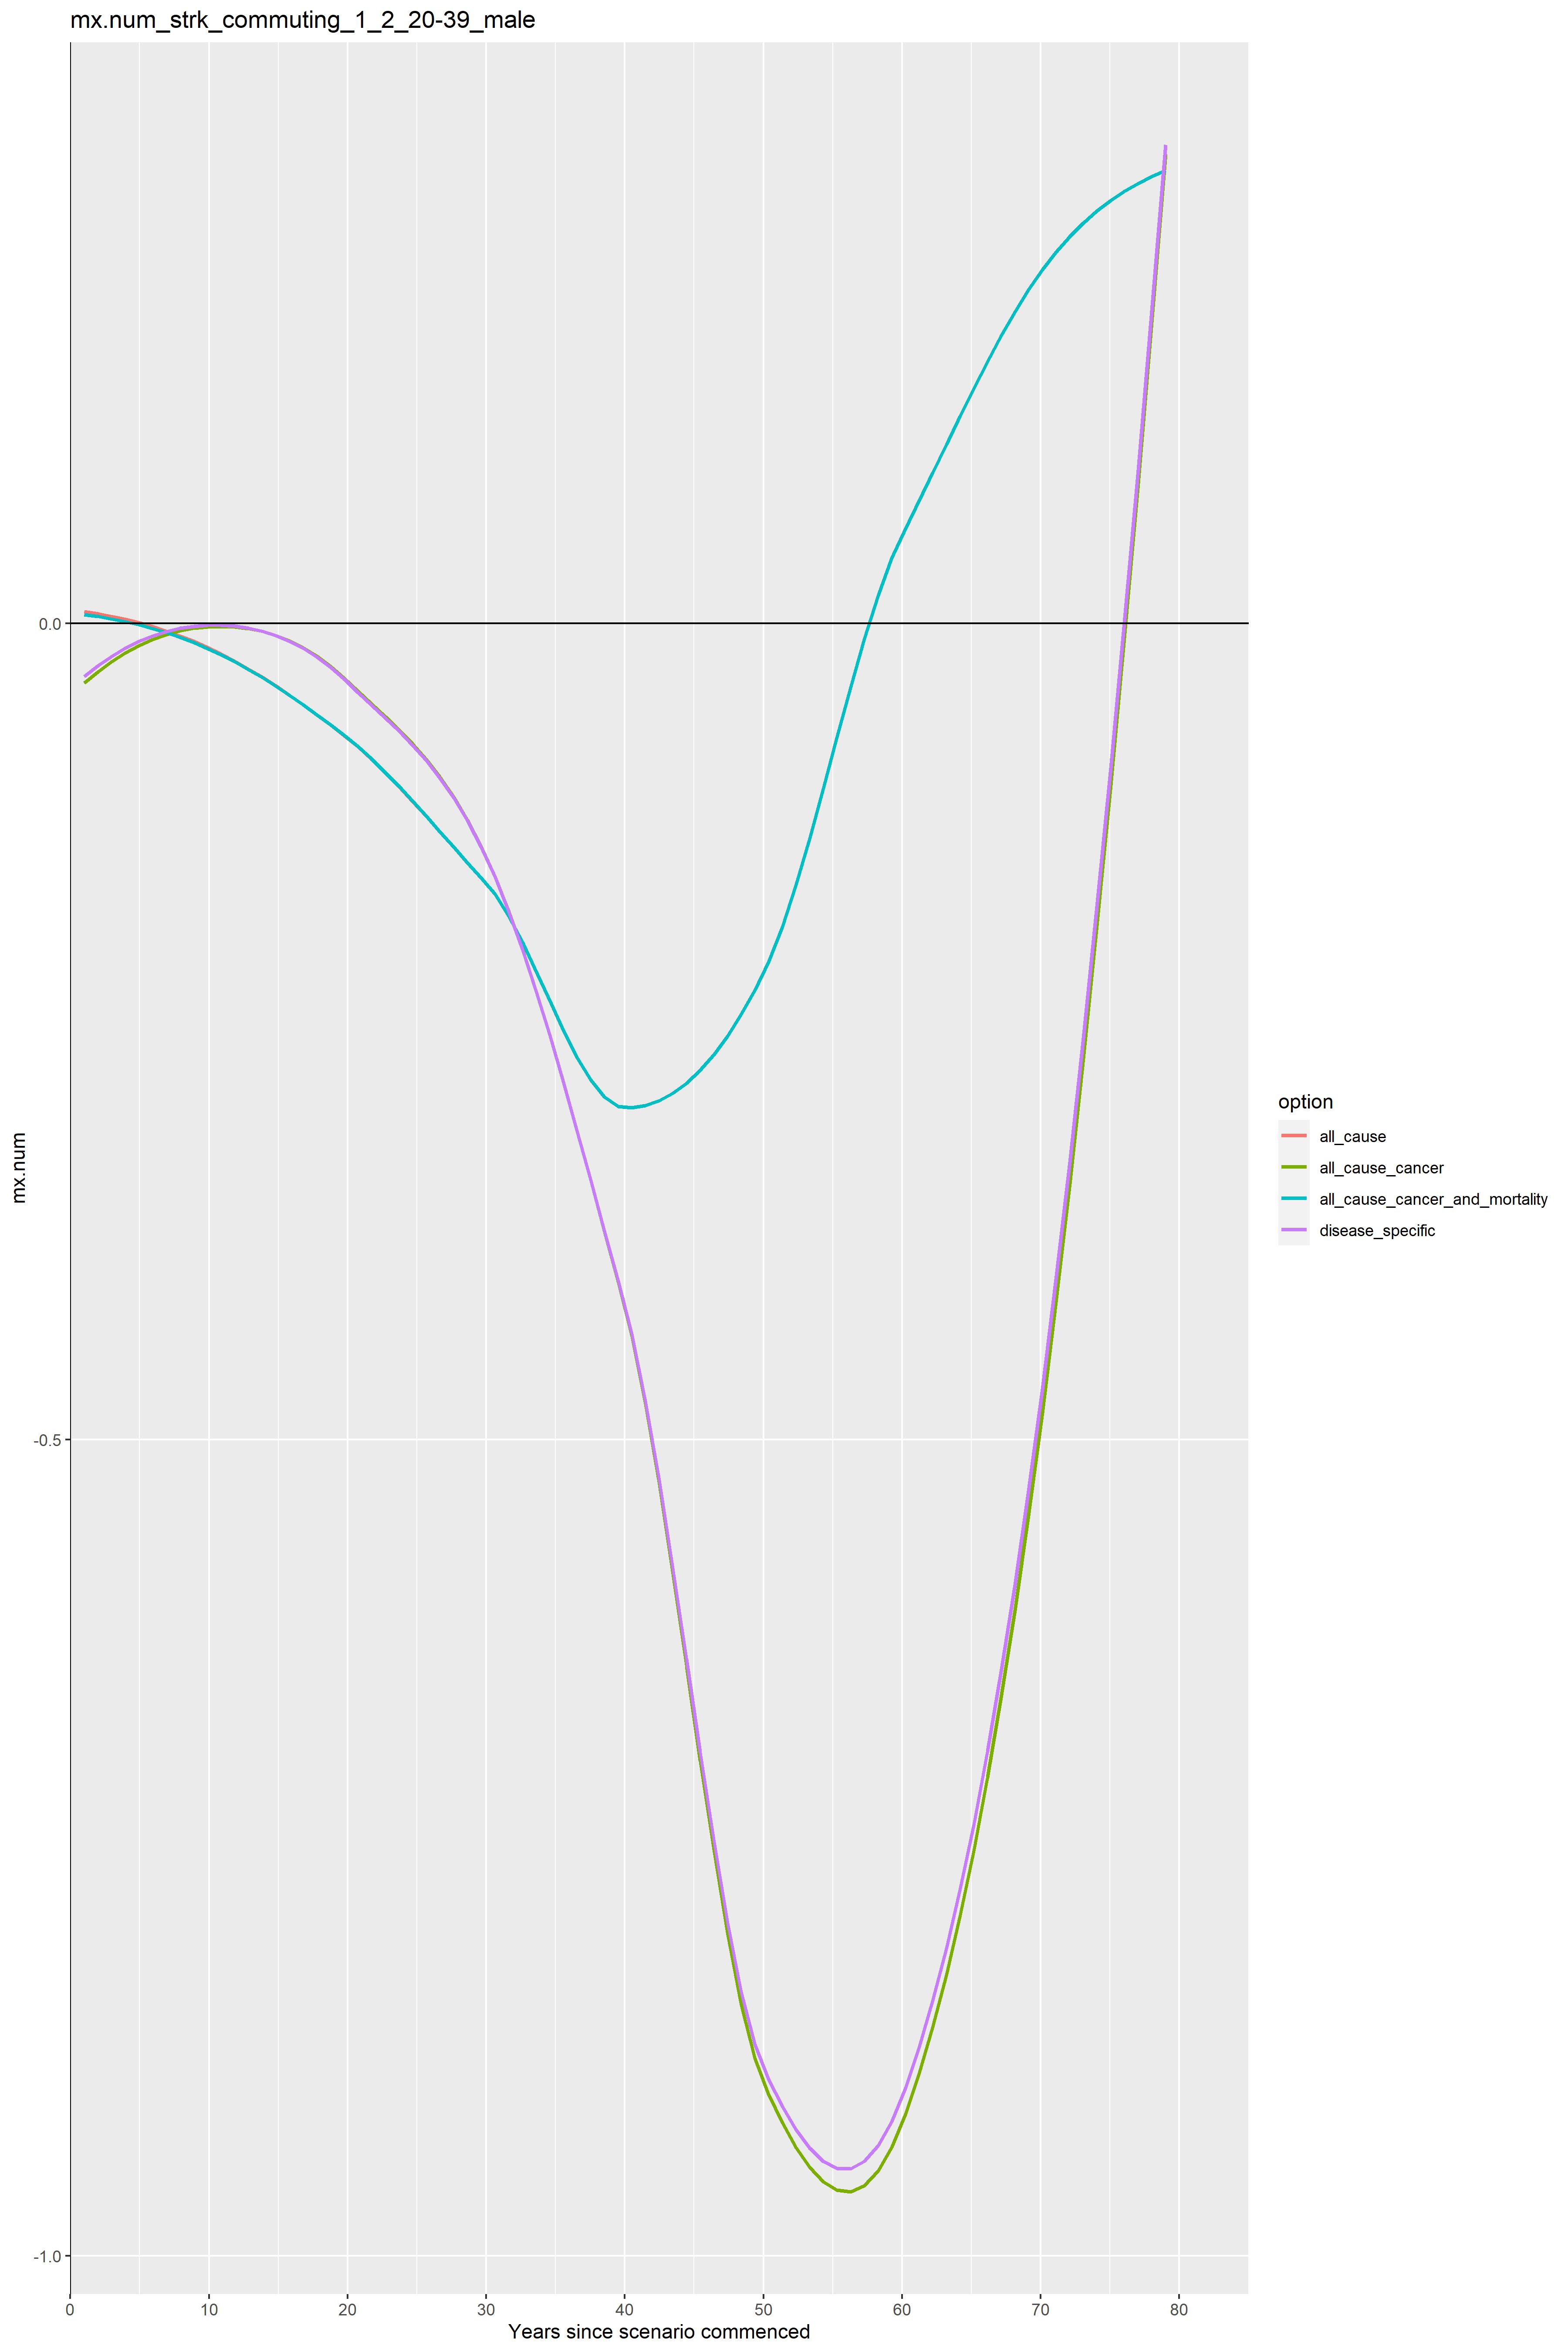 mx.num_strk_commuting_1_2_20-39_male
mx.num
0.0
-0.5
-1.0
0 10 20 30 40 50 60 70 80
Years since scenario commenced
option
all_cause
all_cause_cancer
all_cause_cancer_and_mortality
disease_specific